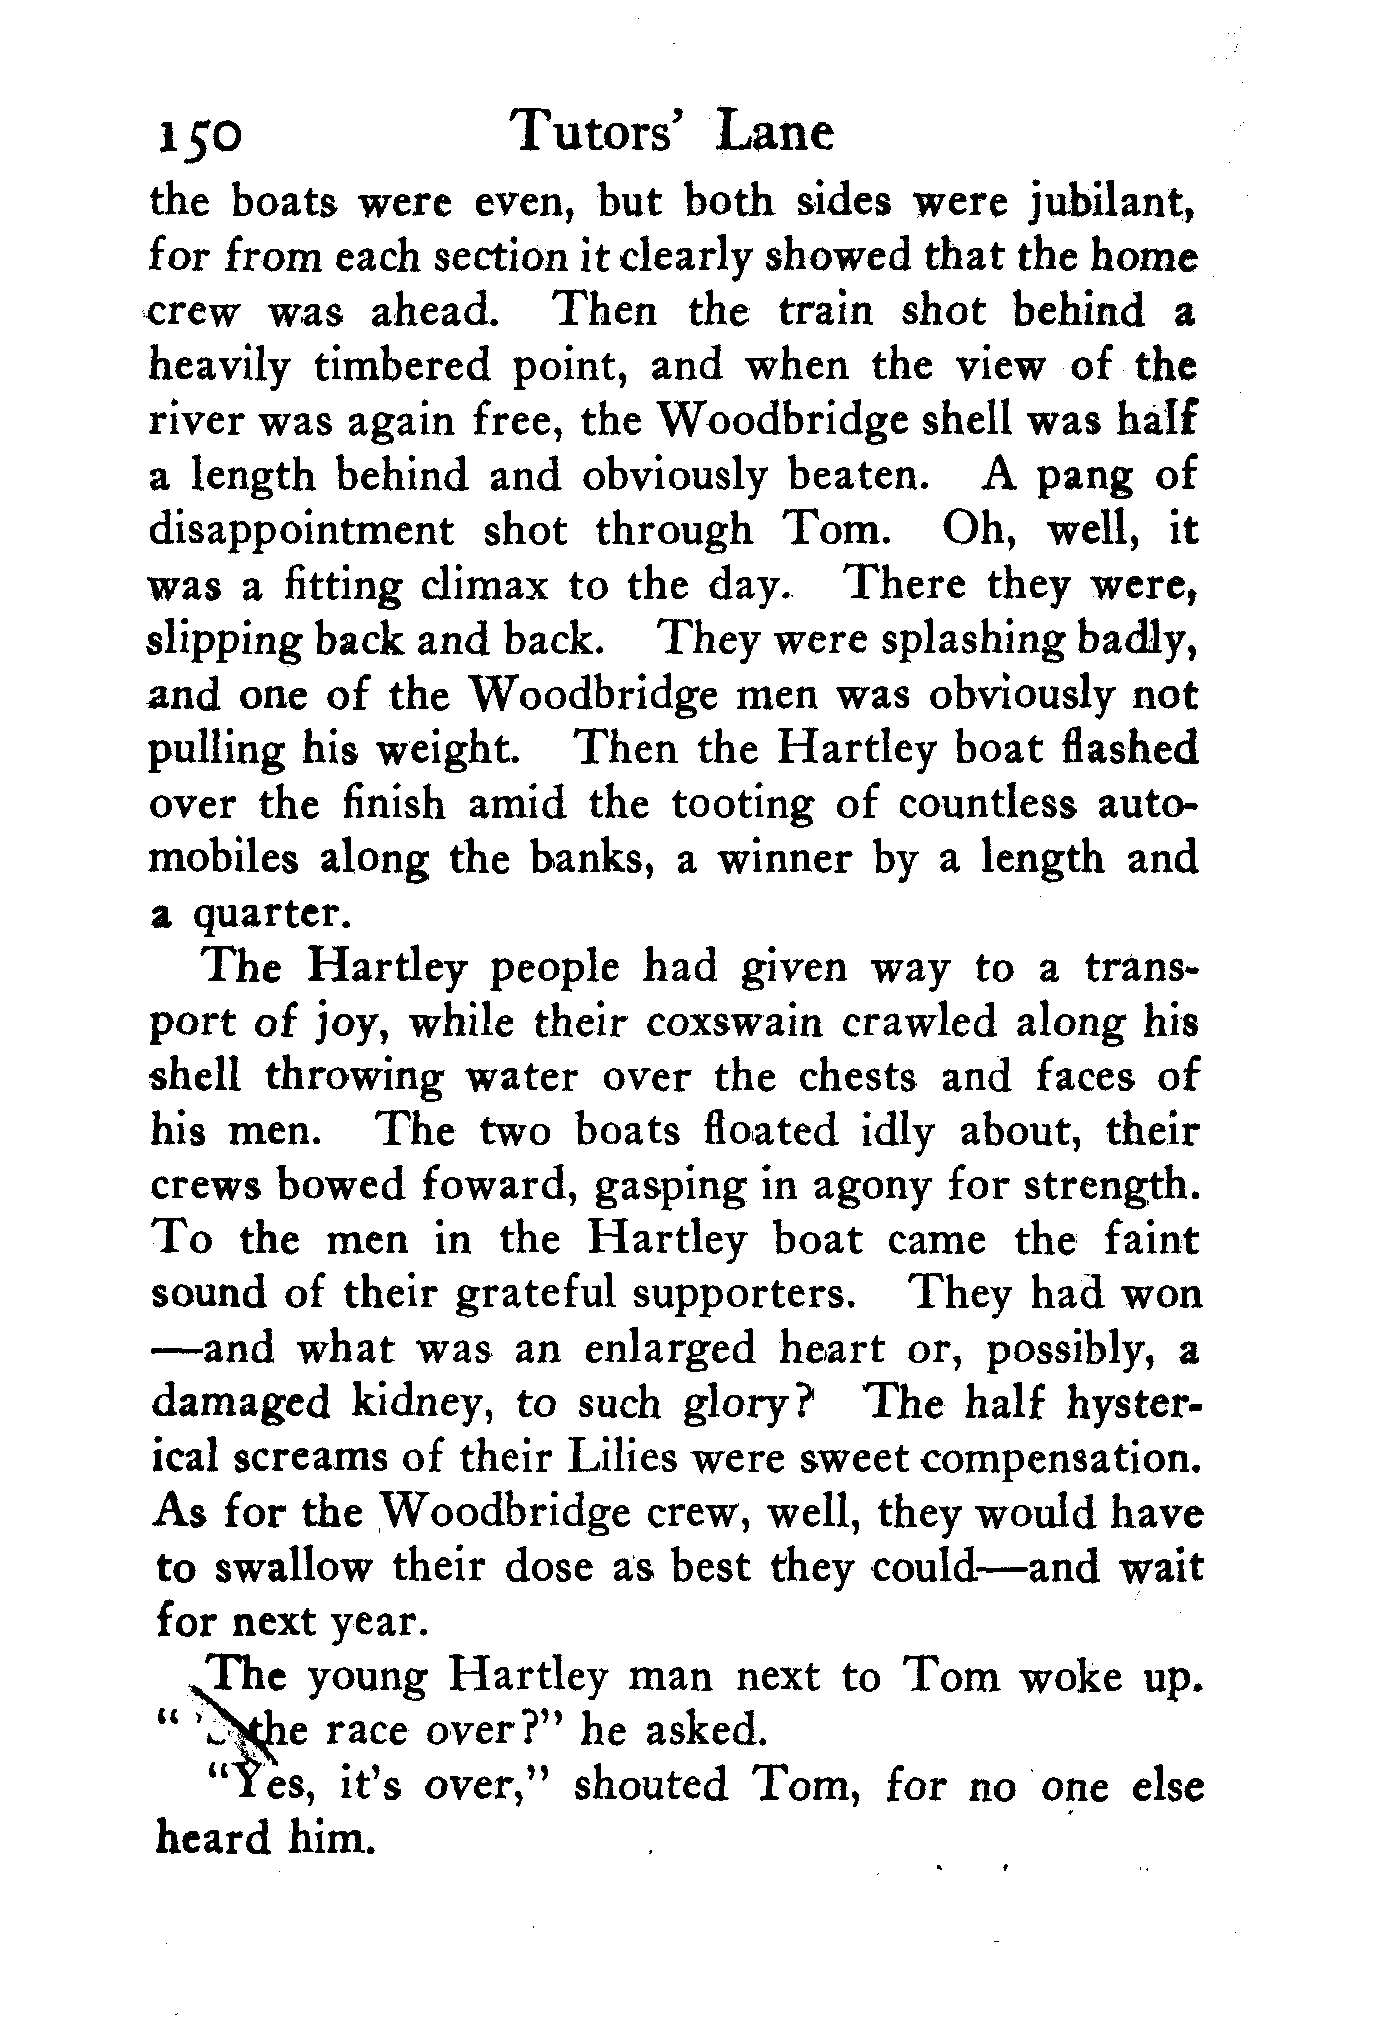 150 Tutors' Lane
the boats were even, but both sides were jubilant,
for from each section it clearly showed that the home
crew was ahead. Then the train shot behind a
heavily timbered point, and when the view of the
river was again free, the Woodbridge shell was half
a length behind and obviously beaten. A pang of
disappointment shot through Tom. Oh, well, it
was a fitting climax to the day. There they were,
slipping back and back. They were splashing badly,
and one of the Woodbridge men was obviously not
pulling his weight. Then the Hartley boat flashed
over the finish amid the tooting of countless auto-
mobiles along the banks, a winner by a length and
a quarter.
The Hartley people had given way to a trans-
port of joy, while their coxswain crawled along his
shell throwing water over the chests and faces of
his men. The two boats floated idly about, their
crews bowed foward, gasping in agony for strength.
To the men in the Hartley boat came the faint
sound of their grateful supporters. They had won
—and what was an enlarged heart or, possibly, a
damaged kidney, to such glory? The half hyster-
ical screams of their Lilies were sweet compensation.
As for the Woodbridge crew, well, they would have
to swallow their dose as best they could—and wait
for next year.
The young Hartley man next to Tom woke up.
" the race over?" he asked.
"Yes, it's over," shouted Tom, for no one else
heard him.